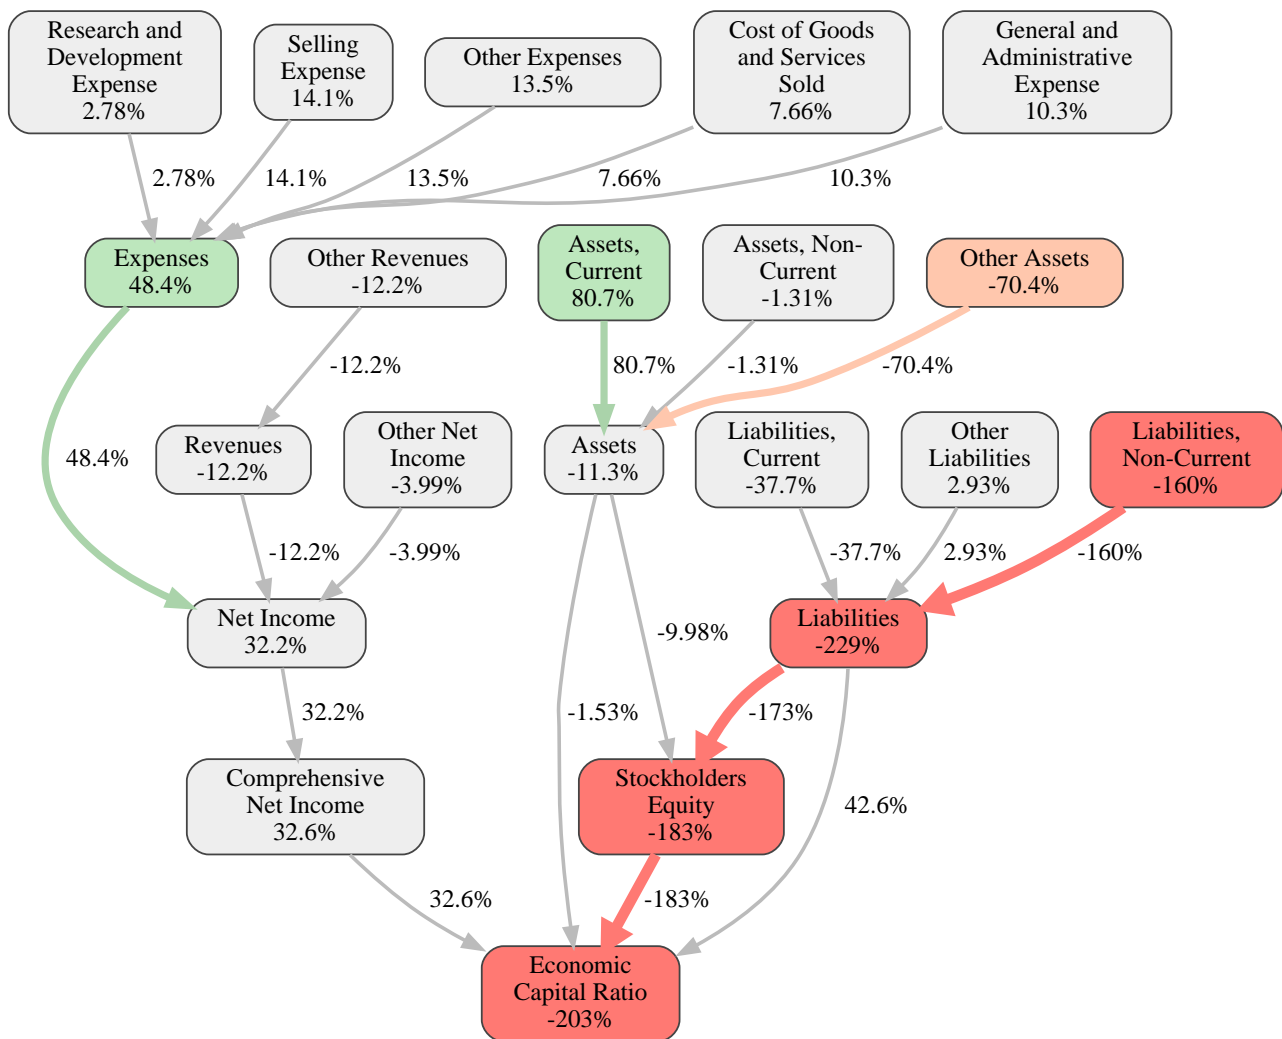 Research and
Development
Expense
2.78%
Selling
Expense
14.1%
Other Expenses
13.5%
Cost of Goods
and Services
Sold
7.66%
General and
Administrative
Expense
10.3%
2.78%
14.1%
13.5%
7.66%
10.3%
Expenses
48.4%
Other Revenues
-12.2%
Assets,
Current
80.7%
Assets, Non-
Current
-1.31%
Other Assets
-70.4%
-12.2%
80.7%
-1.31%
-70.4%
48.4%
Revenues
-12.2%
Other Net
Income
-3.99%
Assets
-11.3%
Liabilities,
Current
-37.7%
Other
Liabilities
2.93%
Liabilities,
Non-Current
-160%
-12.2%
-3.99%
-37.7%
2.93%
-160%
Net Income
32.2%
-9.98%
Liabilities
-229%
32.2%
-1.53%
-173%
Comprehensive
Net Income
32.6%
Stockholders
Equity
-183%
42.6%
32.6%
-183%
Economic
Capital Ratio
-203%